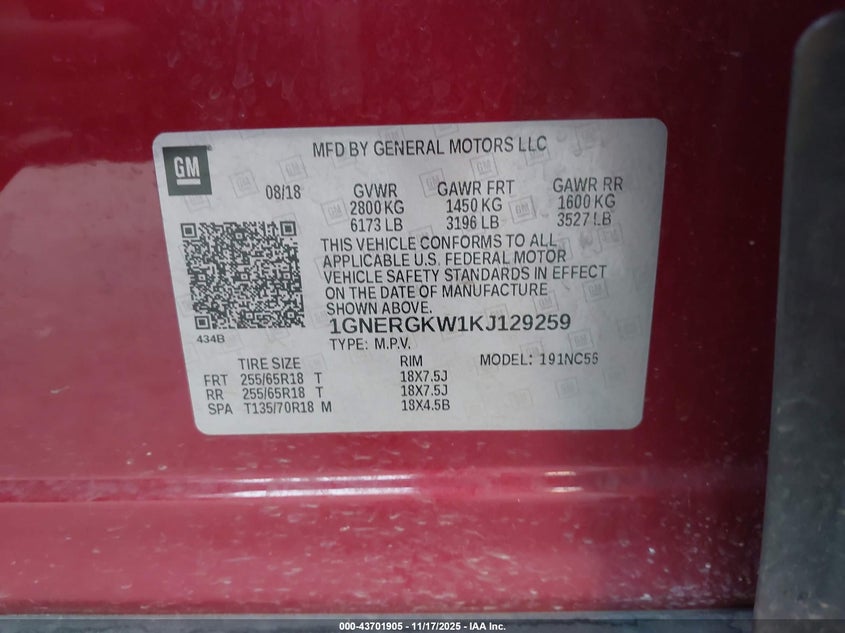 GM
MFD BY GENERAL MOTORS LLC
08/18
GVWR GAWR FRT GAWR RR
2800 KG 1450 KG 1600 KG
6173 LB 3196 LB 3527 LB
THIS VEHICLE CONFORMS TO ALL
APPLICABLE U.S. FEDERAL MOTOR
VEHICLE SAFETY STANDARDS IN EFFECT
ON THE DATE OF MANUFACTURE
SHOWN ABOVE.
434B
1GNERGKW1KJ129259
TYPE: M.P.V.
TIRE SIZE RIM MODEL: 191NC56
FRT 255/65R18 T 18X7.5J
RR 255/65R18 T 18X7.5J
SPA T135/70R18 M 18X4.5B
000-43701905 - 11/17/2025 - IAA Inc.